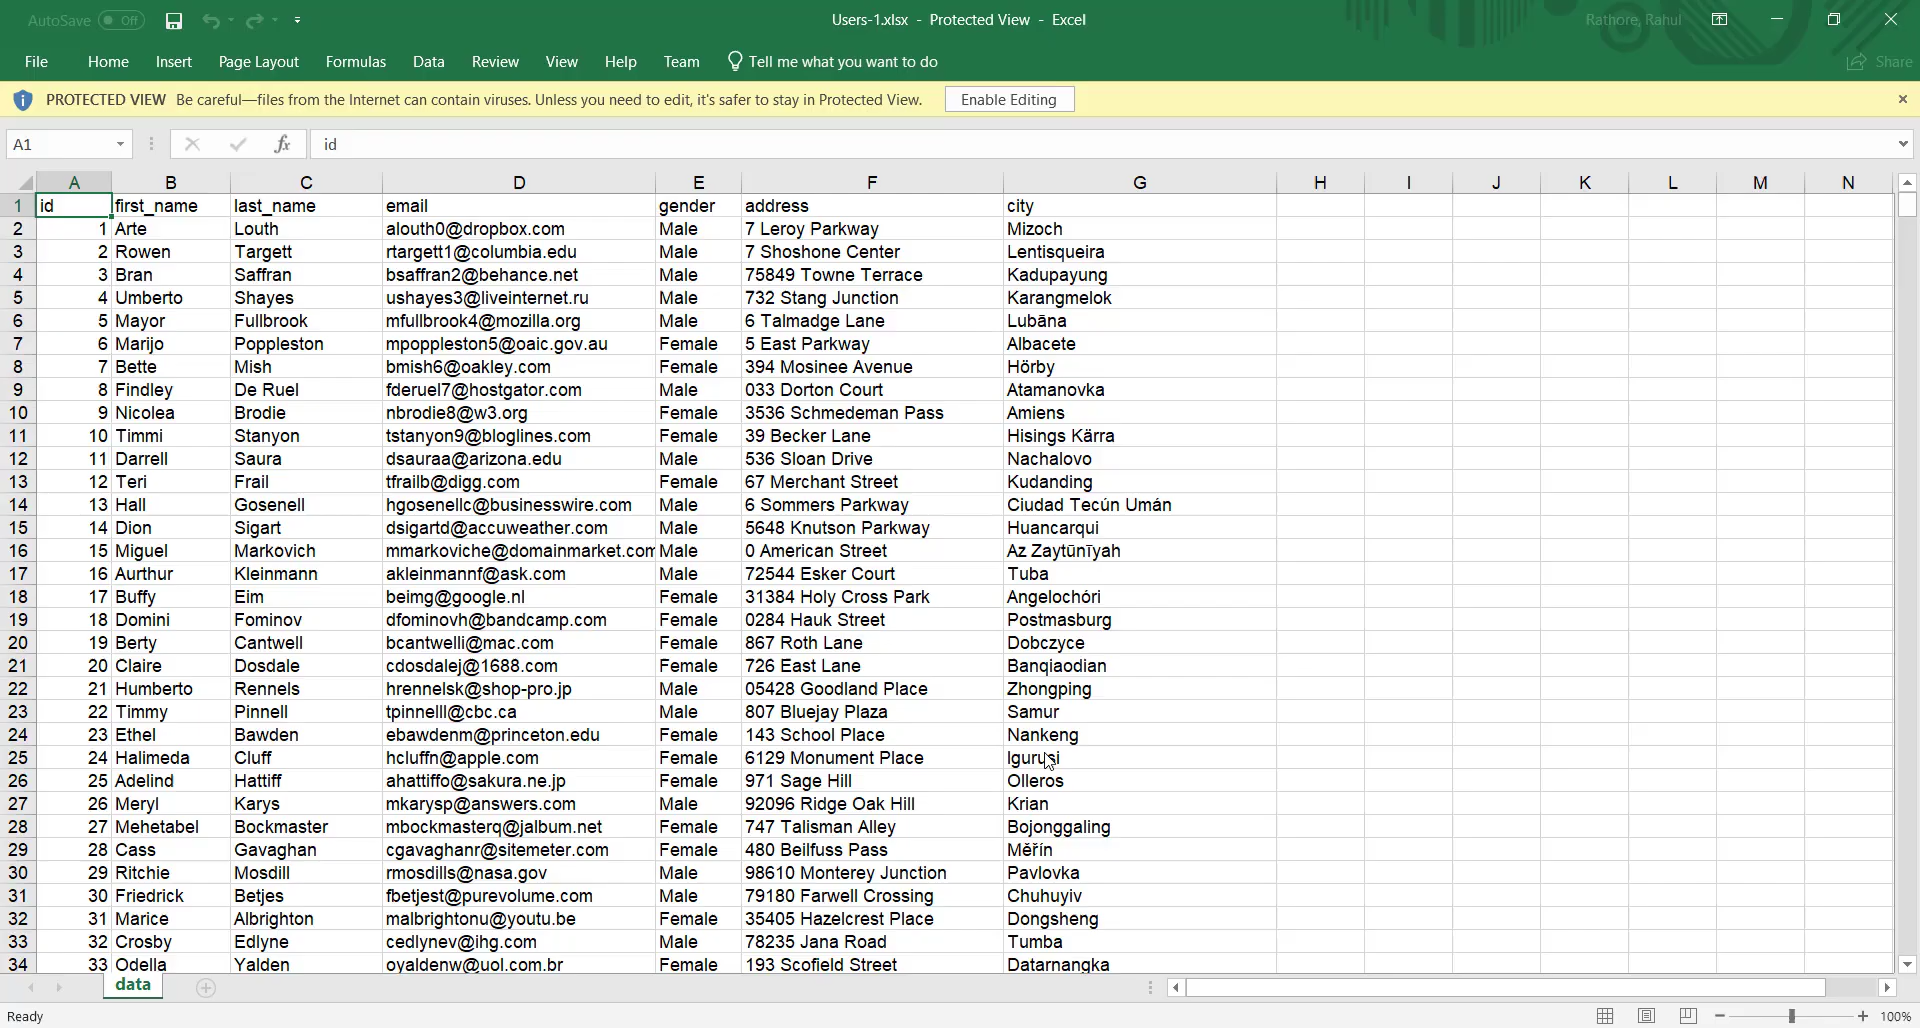 AutoSave Off Users-1.xlsx - Protected View - Excel Rathore, Rahul
File Home Insert Page Layout Formulas Data Review View Help Team Tell me what you want to do Share
PROTECTED VIEW Be careful—files from the Internet can contain viruses. Unless you need to edit, it's safer to stay in Protected View. Enable Editing
A1 fx id
A B C D E F G H I J K L M N
1 id first_name last_name email gender address city
2 1 Arte Louth alouth0@dropbox.com Male 7 Leroy Parkway Mizoch
3 2 Rowen Targett rtargett1@columbia.edu Male 7 Shoshone Center Lentisqueira
4 3 Bran Saffran bsaffran2@behance.net Male 75849 Towne Terrace Kadupayung
5 4 Umberto Shayes ushayes3@liveinternet.ru Male 732 Stang Junction Karangmelok
6 5 Mayor Fullbrook mfullbrook4@mozilla.org Male 6 Talmadge Lane Lubāna
7 6 Marijo Poppleston mpoppleston5@oaic.gov.au Female 5 East Parkway Albacete
8 7 Bette Mish bmish6@oakley.com Female 394 Mosinee Avenue Hörby
9 8 Findley De Ruel fderuel7@hostgator.com Male 033 Dorton Court Atamanovka
10 9 Nicolea Brodie nbrodie8@w3.org Female 3536 Schmedeman Pass Amiens
11 10 Timmi Stanyon tstanyon9@bloglines.com Female 39 Becker Lane Hisings Kärra
12 11 Darrell Saura dsauraa@arizona.edu Male 536 Sloan Drive Nachalovo
13 12 Teri Frail tfrailb@digg.com Female 67 Merchant Street Kudanding
14 13 Hall Gosenell hgosenellc@businesswire.com Male 6 Sommers Parkway Ciudad Tecún Umán
15 14 Dion Sigart dsigartd@accuweather.com Male 5648 Knutson Parkway Huancarqui
16 15 Miguel Markovich mmarkoviche@domainmarket.com Male 0 American Street Az Zaytūnīyah
17 16 Aurthur Kleinmann akleinmannf@ask.com Male 72544 Esker Court Tuba
18 17 Buffy Eim beimg@google.nl Female 31384 Holy Cross Park Angelochóri
19 18 Domini Fominov dfominovh@bandcamp.com Female 0284 Hauk Street Postmasburg
20 19 Berty Cantwell bcantwelli@mac.com Female 867 Roth Lane Dobczyce
21 20 Claire Dosdale cdosdalej@1688.com Female 726 East Lane Banqiaodian
22 21 Humberto Rennels hrennelsk@shop-pro.jp Male 05428 Goodland Place Zhongping
23 22 Timmy Pinnell tpinnelll@cbc.ca Male 807 Bluejay Plaza Samur
24 23 Ethel Bawden ebawdenm@princeton.edu Female 143 School Place Nankeng
25 24 Halimeda Cluff hcluffn@apple.com Female 6129 Monument Place Igurusi
26 25 Adelind Hattiff ahattiffo@sakura.ne.jp Female 971 Sage Hill Olleros
27 26 Meryl Karys mkarysp@answers.com Male 92096 Ridge Oak Hill Krian
28 27 Mehetabel Bockmaster mbockmasterq@jalbum.net Female 747 Talisman Alley Bojonggaling
29 28 Cass Gavaghan cgavaghanr@sitemeter.com Female 480 Beilfuss Pass Měřín
30 29 Ritchie Mosdill rmosdills@nasa.gov Male 98610 Monterey Junction Pavlovka
31 30 Friedrick Betjes fbetjest@purevolume.com Male 79180 Farwell Crossing Chuhuyiv
32 31 Marice Albrighton malbrightonu@youtu.be Female 35405 Hazelcrest Place Dongsheng
33 32 Crosby Edlyne cedlynev@ihg.com Male 78235 Jana Road Tumba
34 33 Odella Yalden oyaldenw@uol.com.br Female 193 Scofield Street Datarnangka
data
Ready 100%